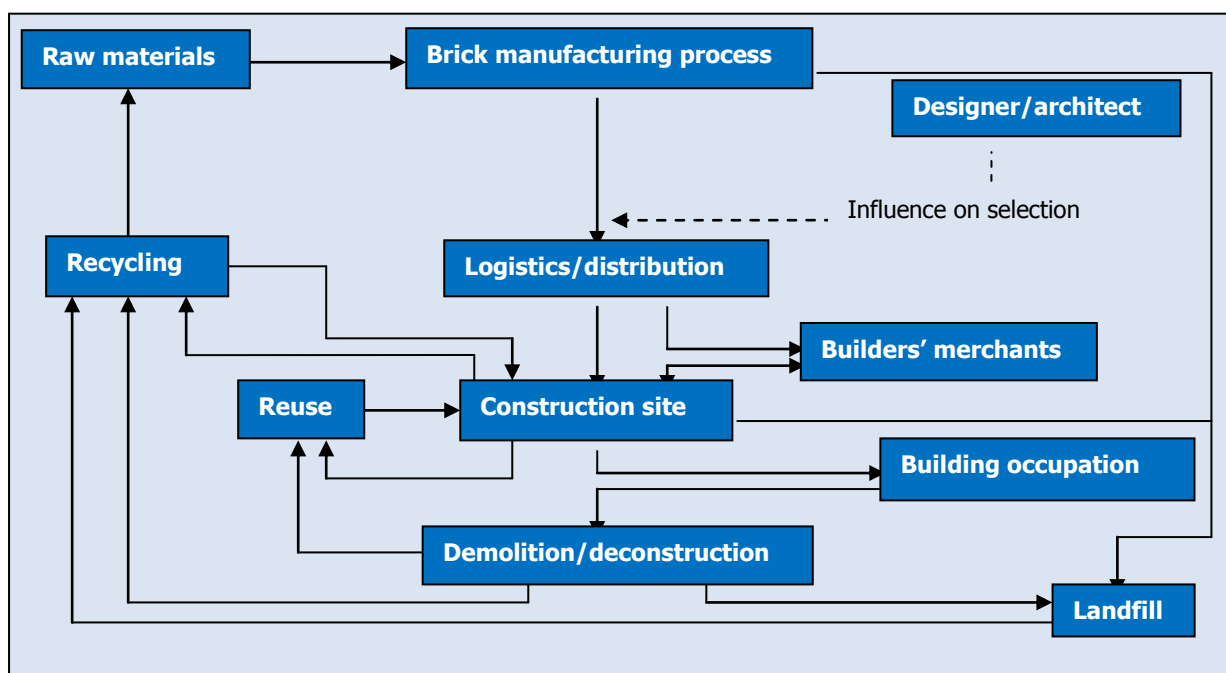 Raw materials
Brick manufacturing process
Designer/architect
Influence on selection
Recycling
Logistics/distribution
Builders’ merchants
Reuse
Construction site
Building occupation
Demolition/deconstruction
Landfill